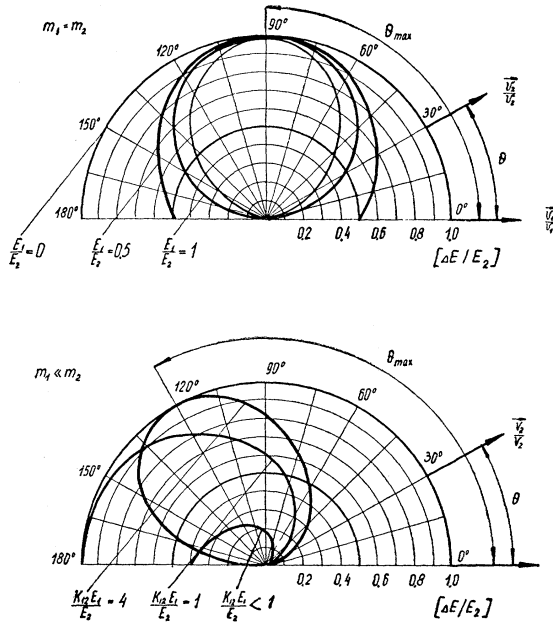 m₁ = m₂
90°
θmax
120°
60°
v⃗₂/v₂
150°
30°
θ
180°
0°
0,2 0,4 0,6 0,8 1,0
E₁/E₂=0 E₁/E₂=0,5 E₁/E₂=1
[ΔE/E₂]
m₁ ≪ m₂
θmax
90°
120°
60°
v⃗₂/v₂
150°
30°
θ
180°
0°
0,2 0,4 0,6 0,8 1,0
K₁₂E₁/E₂=4 K₁₂E₁/E₂=1 K₁₂E₁/E₂<1
[ΔE/E₂]